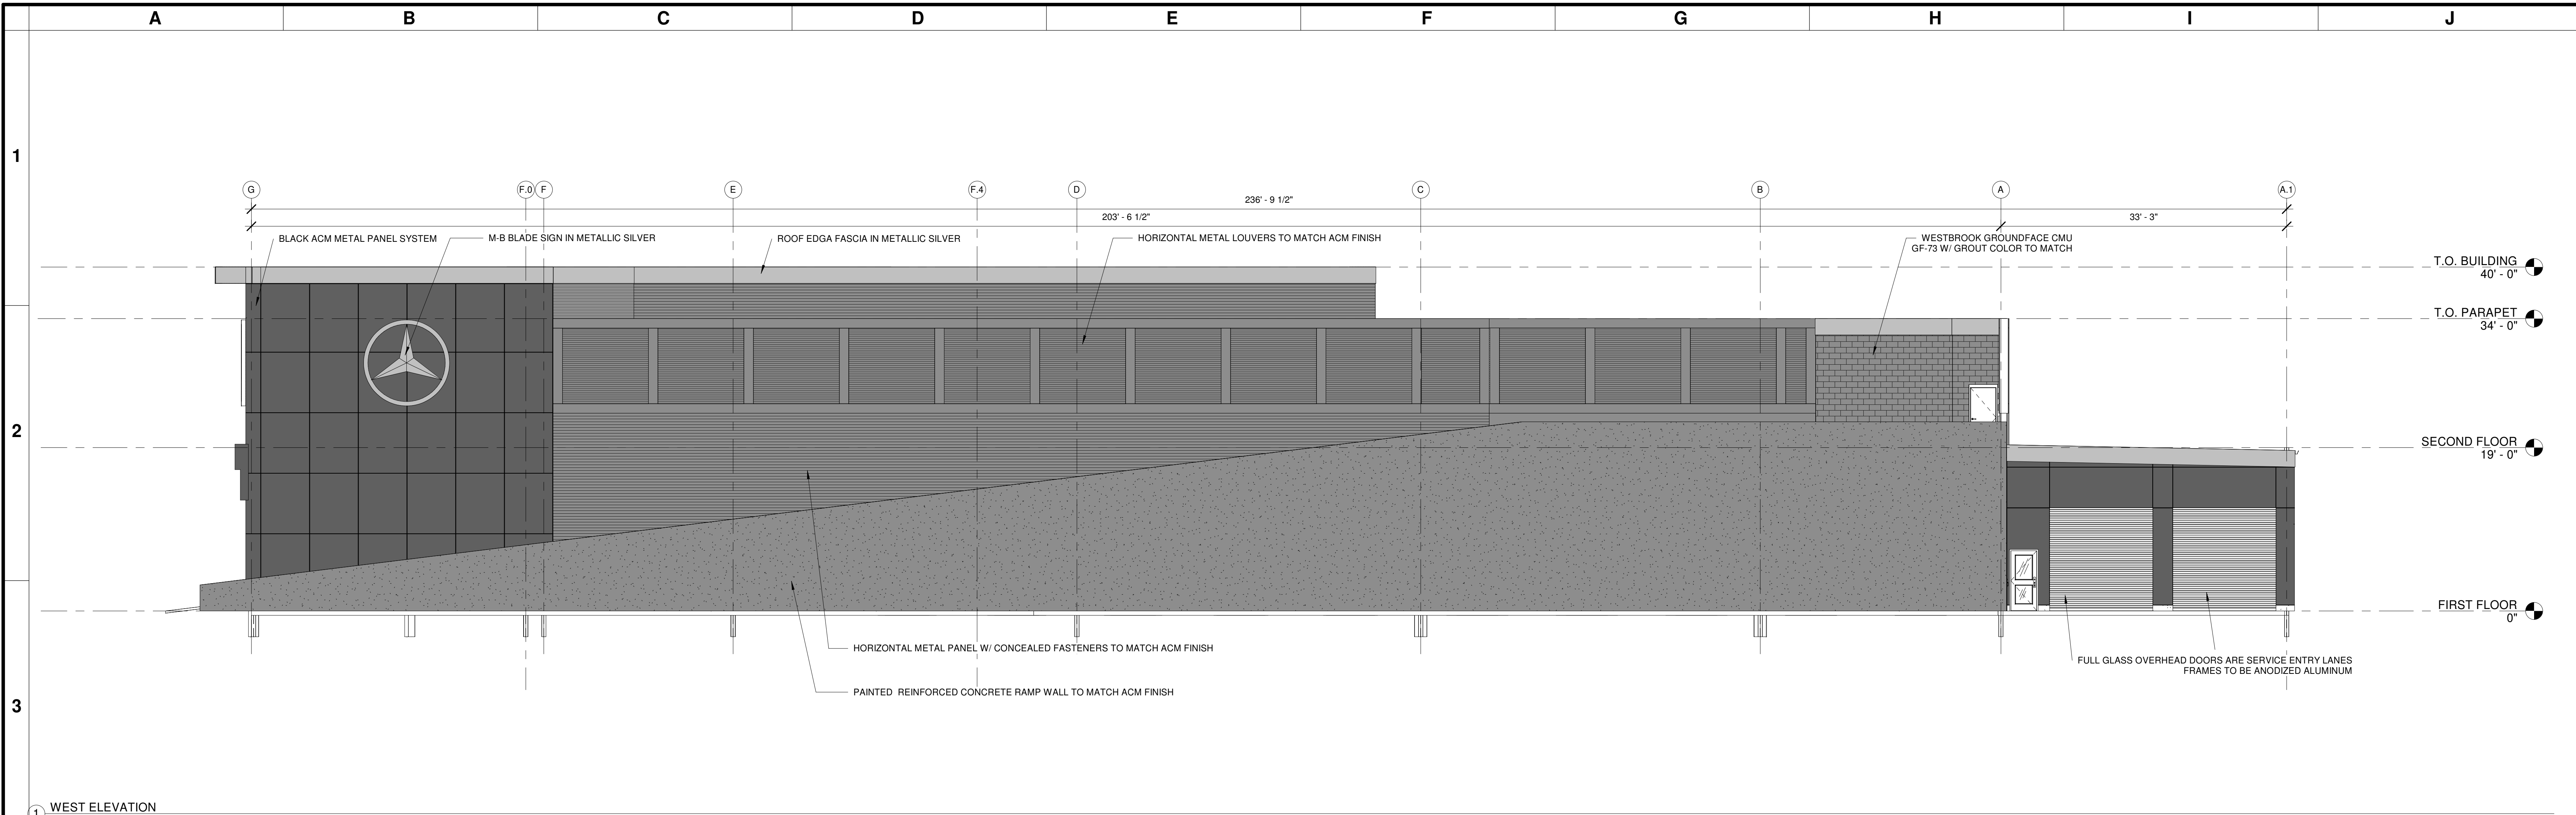 A B C D E F G H I J
1
G F.0 F E F.4 D C B A A.1
236' - 9 1/2"
203' - 6 1/2" 33' - 3"
BLACK ACM METAL PANEL SYSTEM
M-B BLADE SIGN IN METALLIC SILVER
ROOF EDGA FASCIA IN METALLIC SILVER
HORIZONTAL METAL LOUVERS TO MATCH ACM FINISH
WESTBROOK GROUNDFACE CMU
GF-73 W/ GROUT COLOR TO MATCH
T.O. BUILDING
40' - 0"
T.O. PARAPET
34' - 0"
2
SECOND FLOOR
19' - 0"
FIRST FLOOR
0"
HORIZONTAL METAL PANEL W/ CONCEALED FASTENERS TO MATCH ACM FINISH
FULL GLASS OVERHEAD DOORS ARE SERVICE ENTRY LANES
FRAMES TO BE ANODIZED ALUMINUM
PAINTED REINFORCED CONCRETE RAMP WALL TO MATCH ACM FINISH
3
1 WEST ELEVATION